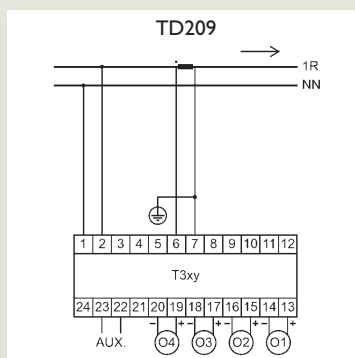 TD209
1R
NN
1 2 3 4 5 6 7 8 9 10 11 12
T3xy
24 23 22 21 20 19 18 17 16 15 14 13
− + − + − + − +
AUX. O4 O3 O2 O1